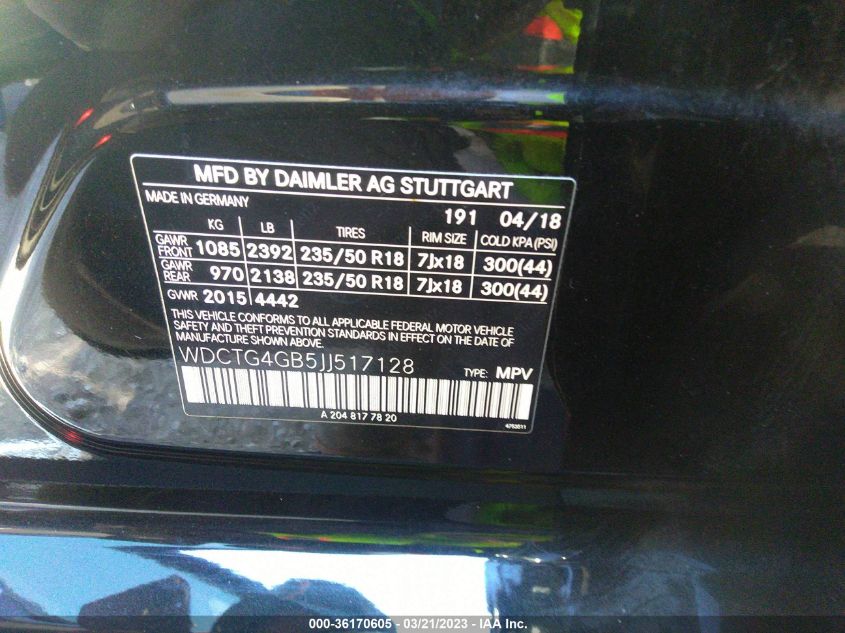 MFD BY DAIMLER AG STUTTGART
MADE IN GERMANY
191 04/18
KG LB TIRES RIM SIZE COLD KPA (PSI)
GAWR FRONT 1085 2392 235/50 R18 7Jx18 300(44)
GAWR REAR 970 2138 235/50 R18 7Jx18 300(44)
GVWR 2015 4442
THIS VEHICLE CONFORMS TO ALL APPLICABLE FEDERAL MOTOR VEHICLE
SAFETY AND THEFT PREVENTION STANDARDS IN EFFECT ON THE DATE OF
MANUFACTURE SHOWN ABOVE.
WDCTG4GB5JJ517128 TYPE: MPV
A 204 817 78 20
000-36170605 / 03/21/2023 - © IAA Inc.